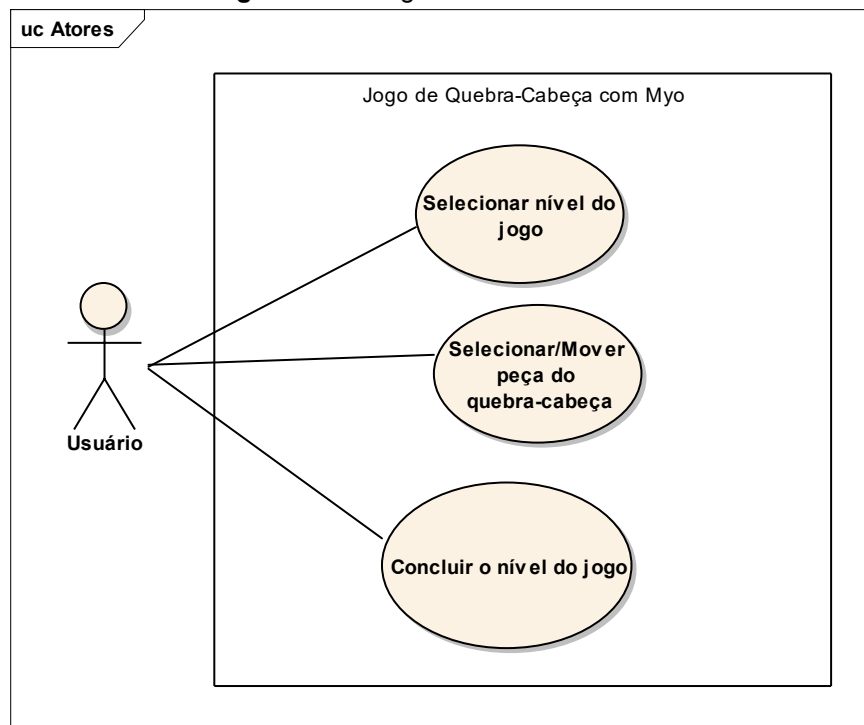 uc Atores
Jogo de Quebra-Cabeça com Myo
Selecionar nível do
jogo
Selecionar/Mover
peça do
quebra-cabeça
Usuário
Concluir o nível do jogo